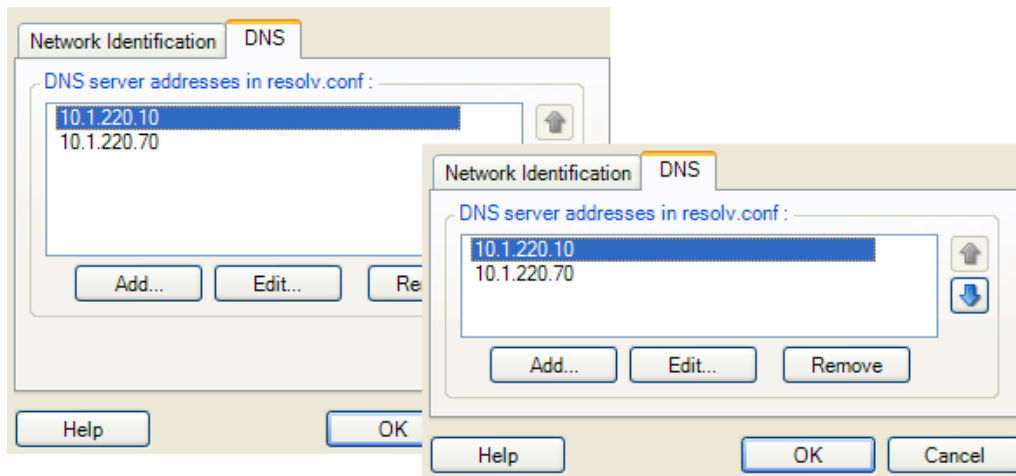 Network Identification DNS
DNS server addresses in resolv.conf :
10.1.220.10
10.1.220.70
Add... Edit...
Help OK
Network Identification DNS
DNS server addresses in resolv.conf :
10.1.220.10
10.1.220.70
Add... Edit... Remove
Help OK Cancel